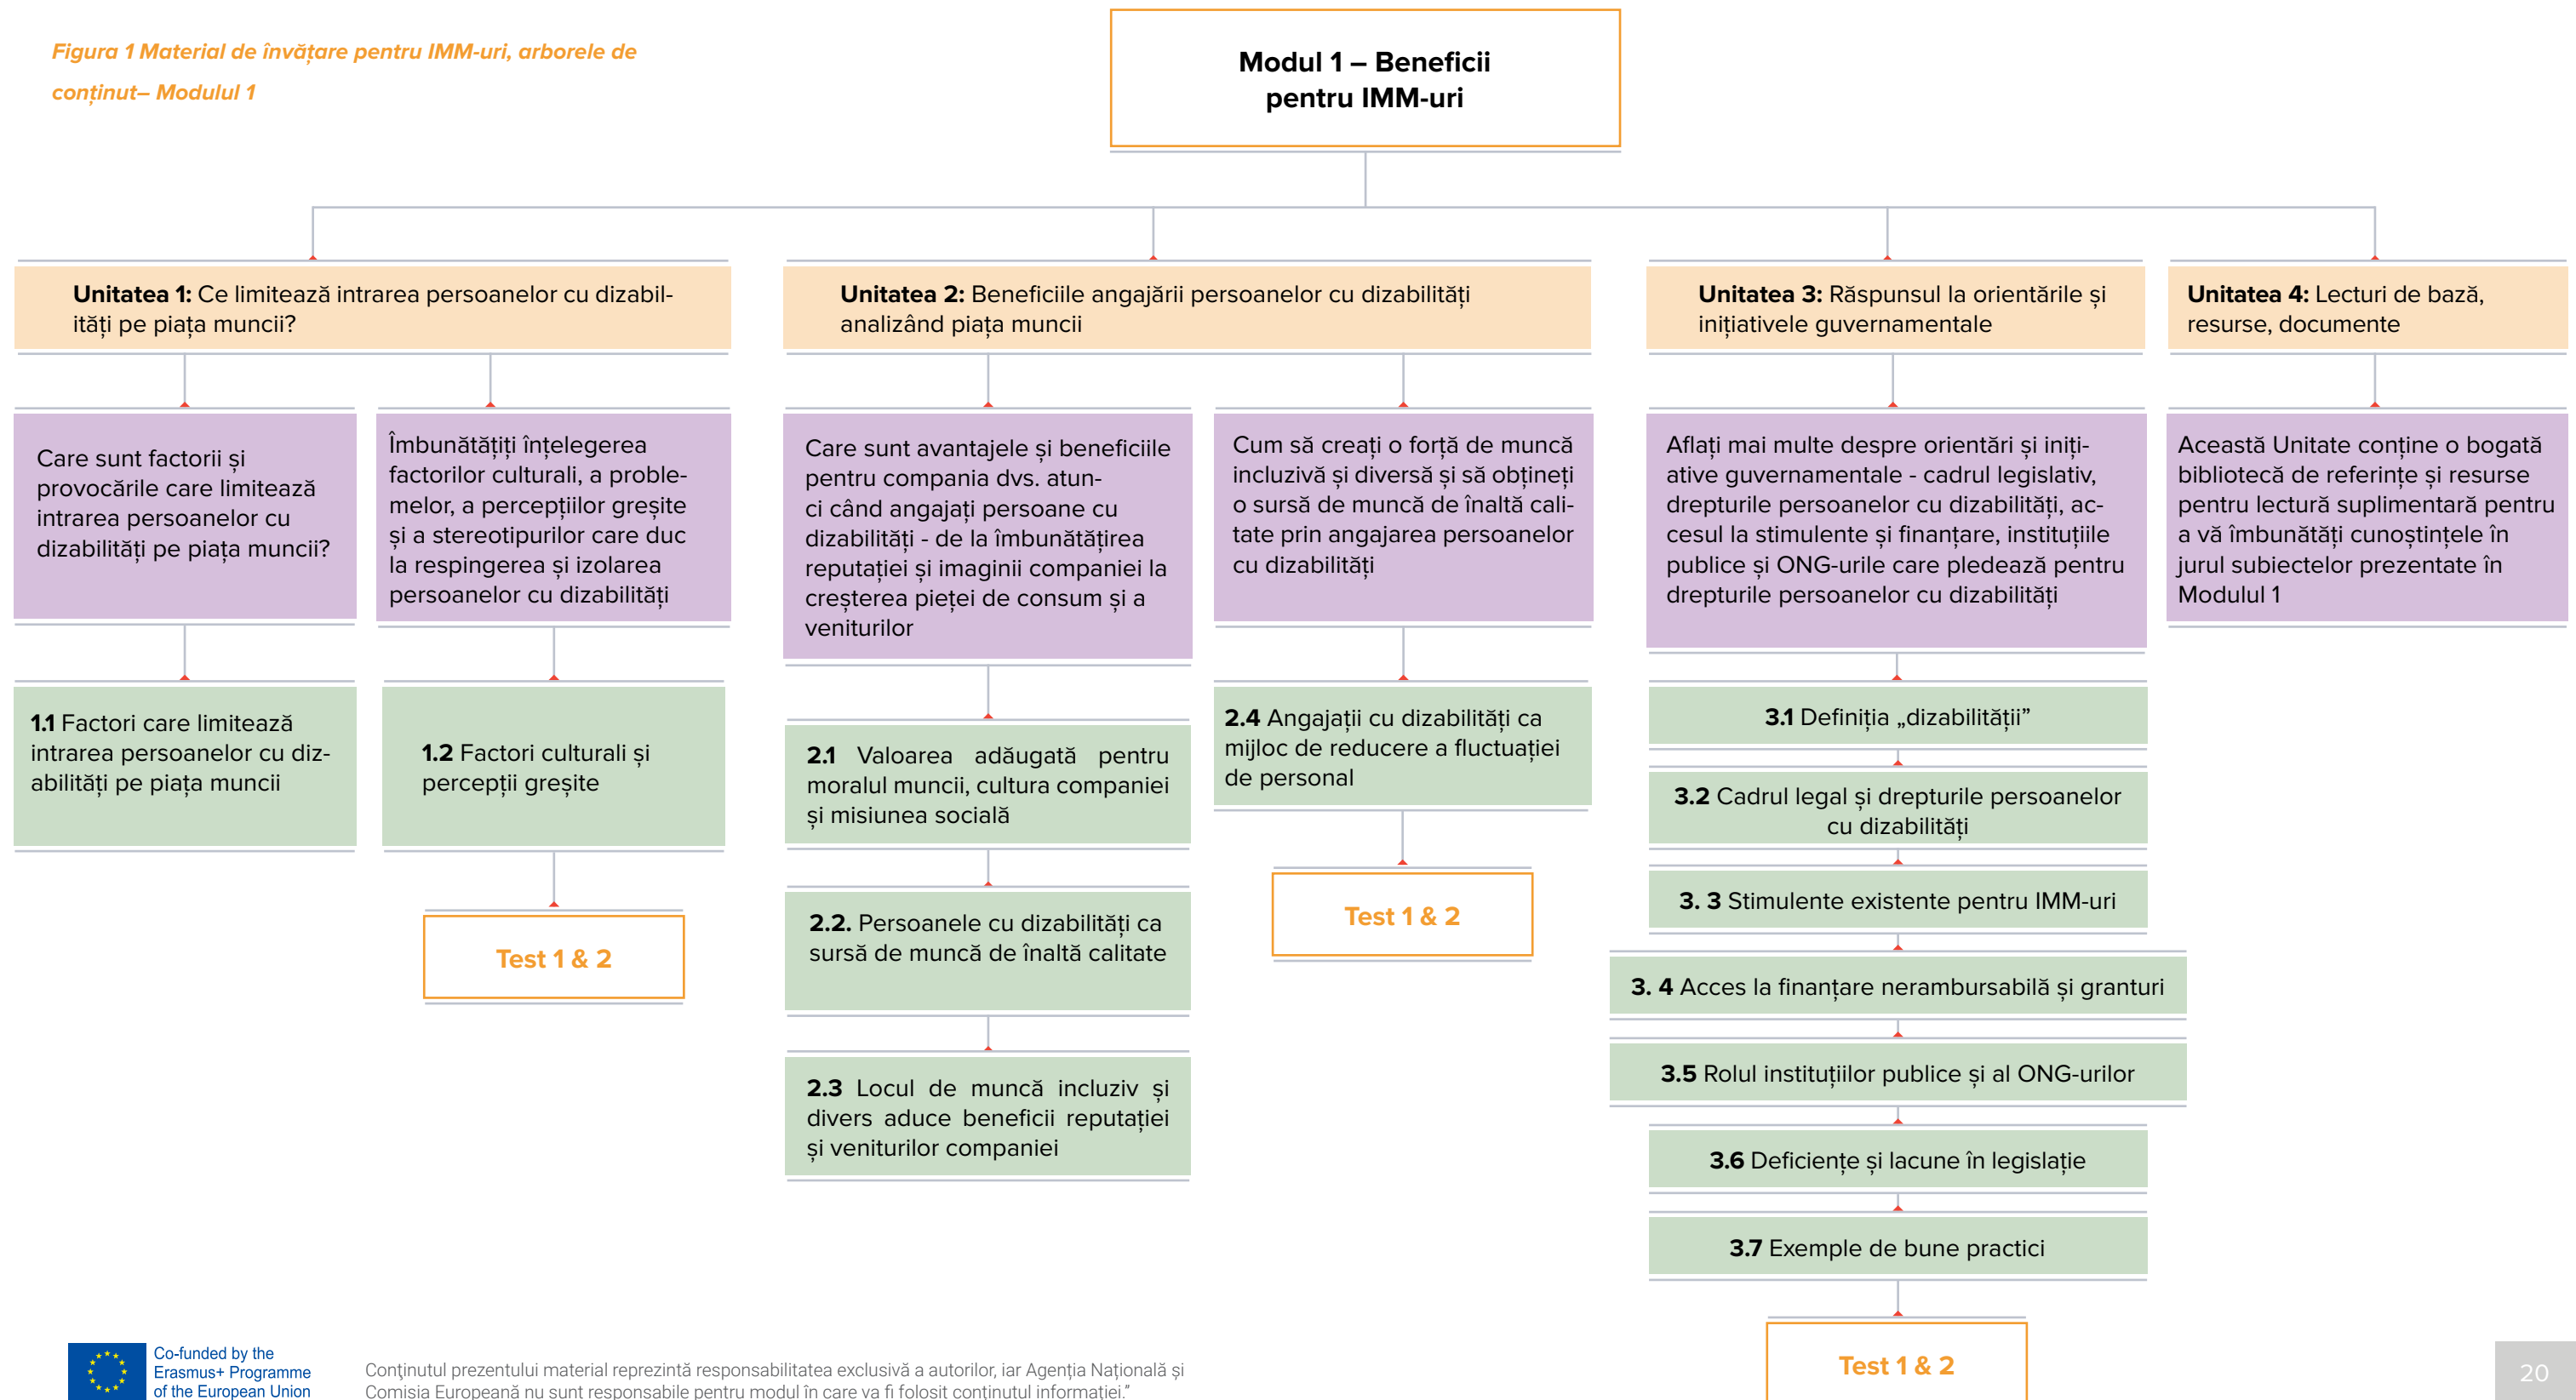 Figura 1 Material de învățare pentru IMM-uri, arborele de
conținut– Modulul 1
Modul 1 – Beneficii
pentru IMM-uri
Unitatea 1: Ce limitează intrarea persoanelor cu dizabil-
ități pe piața muncii?
Unitatea 2: Beneficiile angajării persoanelor cu dizabilități
analizând piața muncii
Unitatea 3: Răspunsul la orientările și
inițiativele guvernamentale
Unitatea 4: Lecturi de bază,
resurse, documente
Care sunt factorii și
provocările care limitează
intrarea persoanelor cu
dizabilități pe piața muncii?
Îmbunătățiți înțelegerea
factorilor culturali, a proble-
melor, a percepțiilor greșite
și a stereotipurilor care duc
la respingerea și izolarea
persoanelor cu dizabilități
Care sunt avantajele și beneficiile
pentru compania dvs. atun-
ci când angajați persoane cu
dizabilități - de la îmbunătățirea
reputației și imaginii companiei la
creșterea pieței de consum și a
veniturilor
Cum să creați o forță de muncă
incluzivă și diversă și să obțineți
o sursă de muncă de înaltă cali-
tate prin angajarea persoanelor
cu dizabilități
Aflați mai multe despre orientări și iniți-
ative guvernamentale - cadrul legislativ,
drepturile persoanelor cu dizabilități, ac-
cesul la stimulente și finanțare, instituțiile
publice și ONG-urile care pledează pentru
drepturile persoanelor cu dizabilități
Această Unitate conține o bogată
bibliotecă de referințe și resurse
pentru lectură suplimentară pentru
a vă îmbunătăți cunoștințele în
jurul subiectelor prezentate în
Modulul 1
1.1 Factori care limitează
intrarea persoanelor cu diz-
abilități pe piața muncii
1.2 Factori culturali și
percepții greșite
Test 1 & 2
2.1 Valoarea adăugată pentru
moralul muncii, cultura companiei
și misiunea socială
2.2. Persoanele cu dizabilități ca
sursă de muncă de înaltă calitate
2.3 Locul de muncă incluziv și
divers aduce beneficii reputației
și veniturilor companiei
2.4 Angajații cu dizabilități ca
mijloc de reducere a fluctuației
de personal
Test 1 & 2
3.1 Definiția „dizabilității”
3.2 Cadrul legal și drepturile persoanelor
cu dizabilități
3. 3 Stimulente existente pentru IMM-uri
3. 4 Acces la finanțare nerambursabilă și granturi
3.5 Rolul instituțiilor publice și al ONG-urilor
3.6 Deficiențe și lacune în legislație
3.7 Exemple de bune practici
Test 1 & 2
Co-funded by the
Erasmus+ Programme
of the European Union
Conţinutul prezentului material reprezintă responsabilitatea exclusivă a autorilor, iar Agenţia Naţională şi
Comisia Europeană nu sunt responsabile pentru modul în care va fi folosit conţinutul informaţiei.”
20